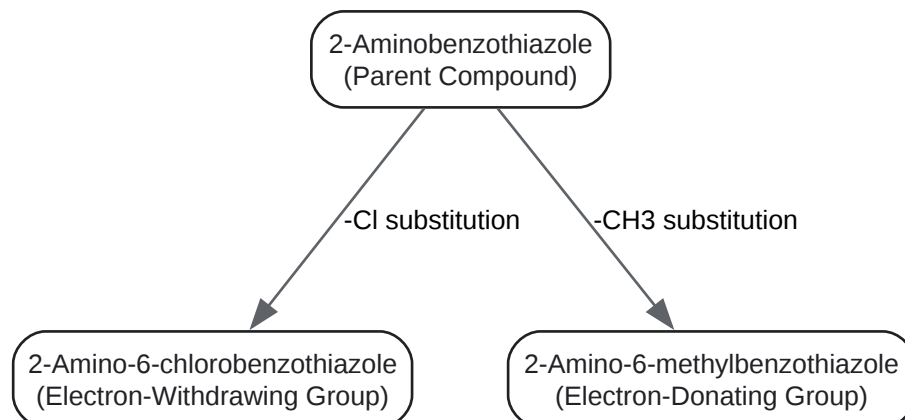 2-Aminobenzothiazole
(Parent Compound)
-Cl substitution
-CH3 substitution
2-Amino-6-chlorobenzothiazole
(Electron-Withdrawing Group)
2-Amino-6-methylbenzothiazole
(Electron-Donating Group)